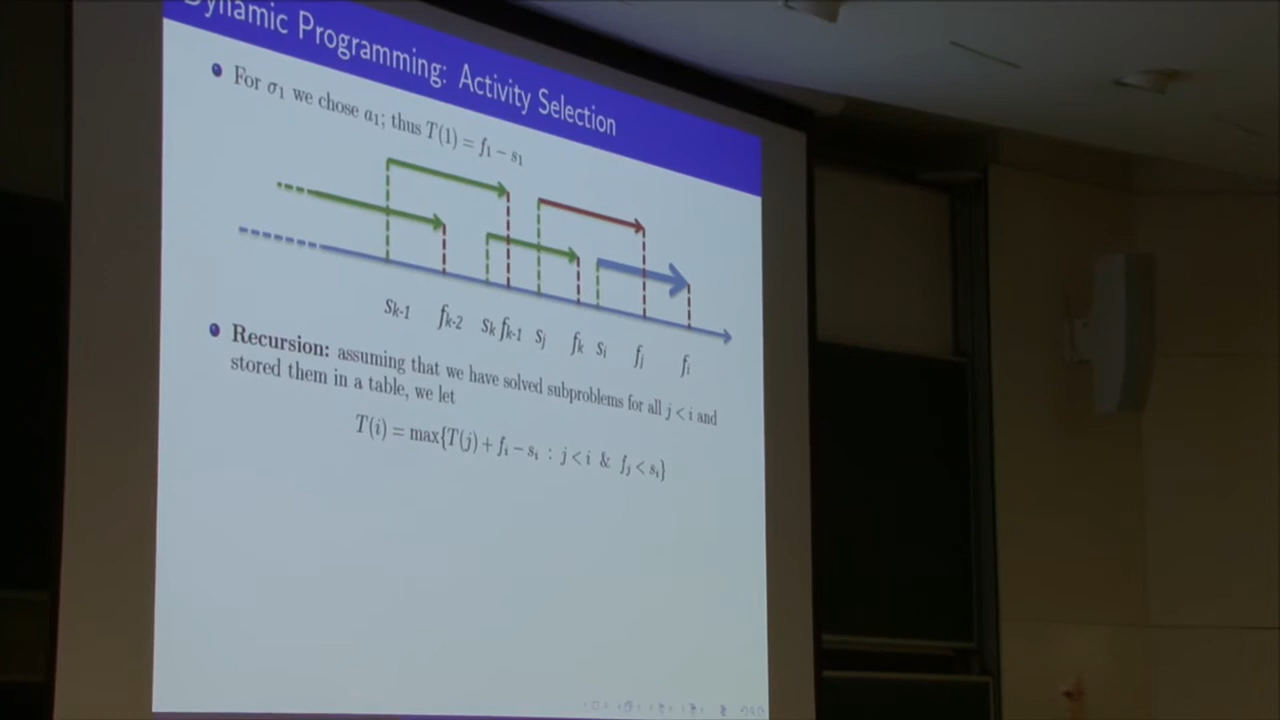 Dynamic Programming: Activity Selection
For σ1 we chose a1; thus T(1) = f1 − s1
sk-1 fk-2 sk fk-1 sj fk si fj fi
Recursion: assuming that we have solved subproblems for all j < i and
stored them in a table, we let
T(i) = max{T(j) + fi − si : j < i & fj < si}